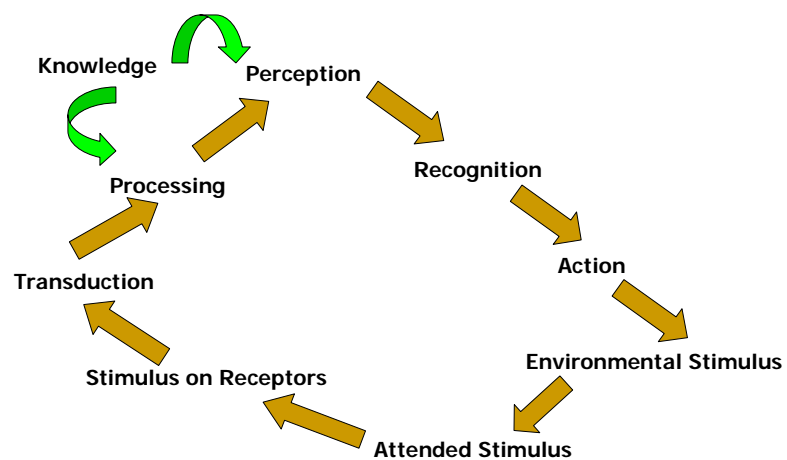 Knowledge
Perception
Recognition
Processing
Action
Transduction
Environmental Stimulus
Stimulus on Receptors
Attended Stimulus